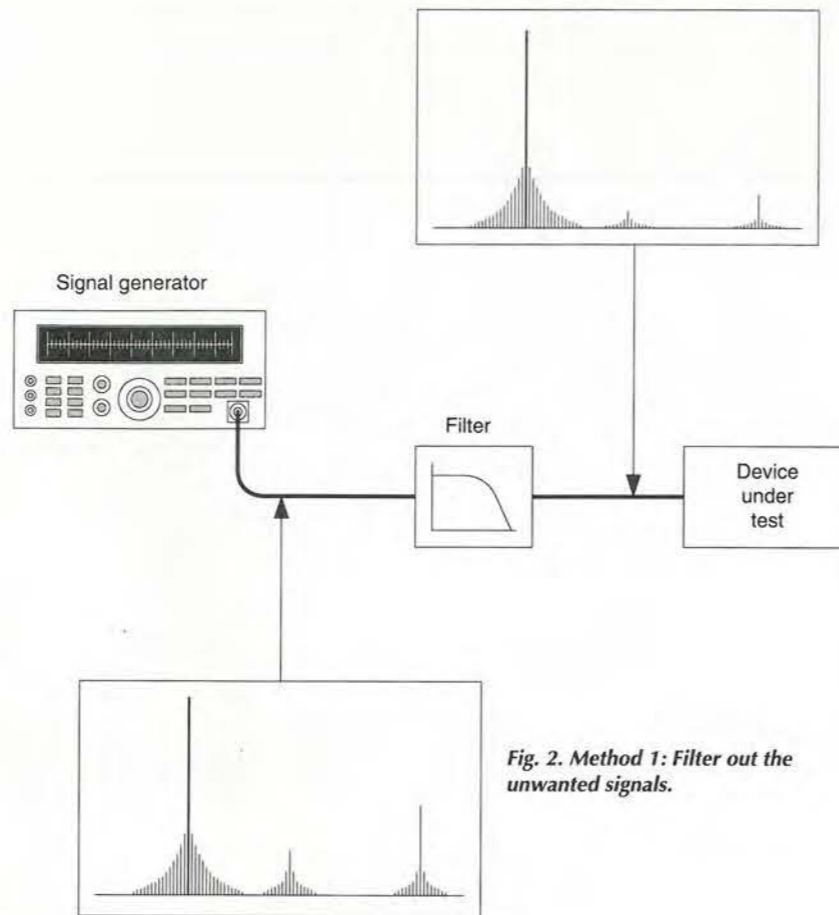 Signal generator
Filter
Device
under
test
Fig. 2. Method 1: Filter out the
unwanted signals.